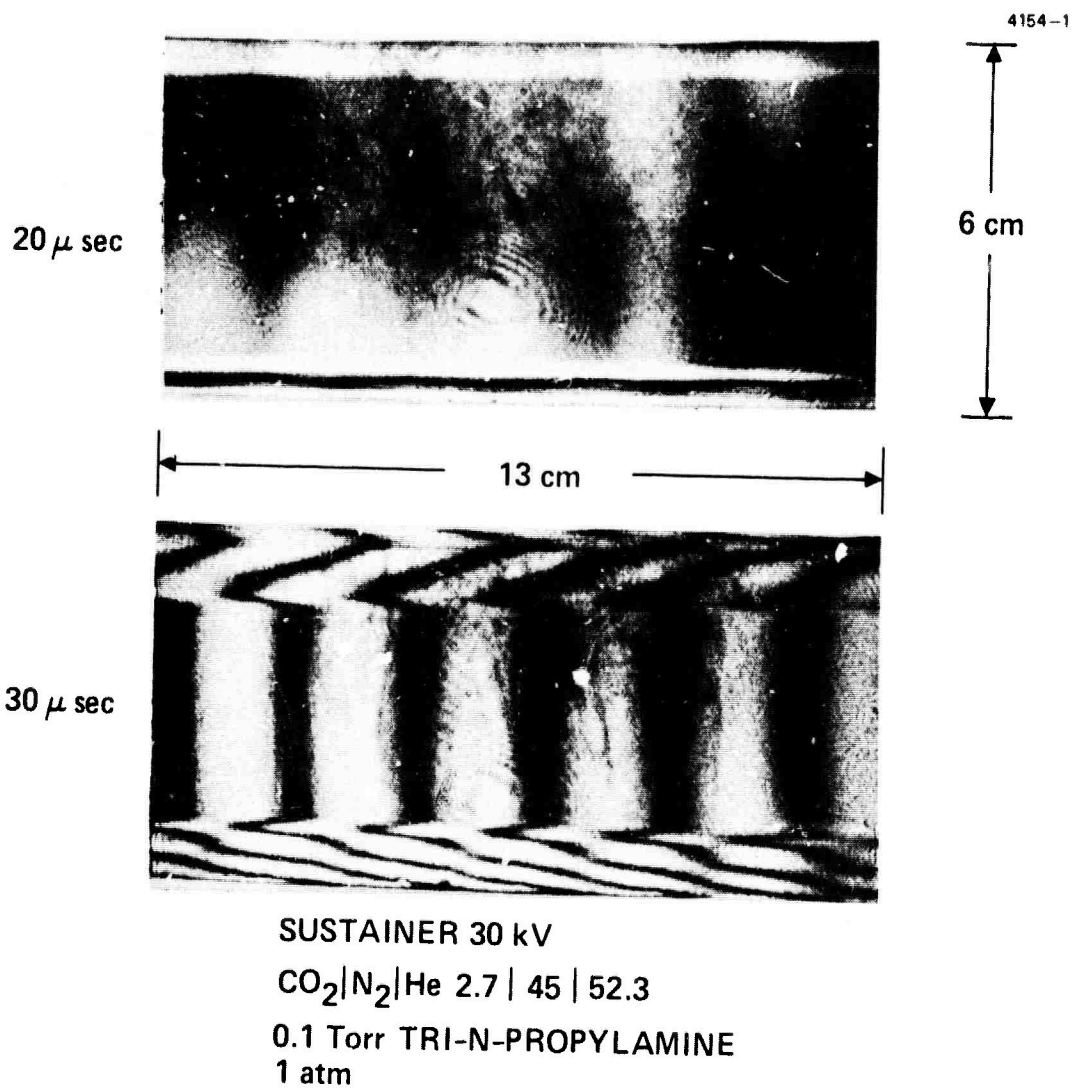 4154-1
20 μ sec
6 cm
13 cm
30 μ sec
SUSTAINER 30 kV
CO₂|N₂|He 2.7 | 45 | 52.3
0.1 Torr TRI-N-PROPYLAMINE
1 atm